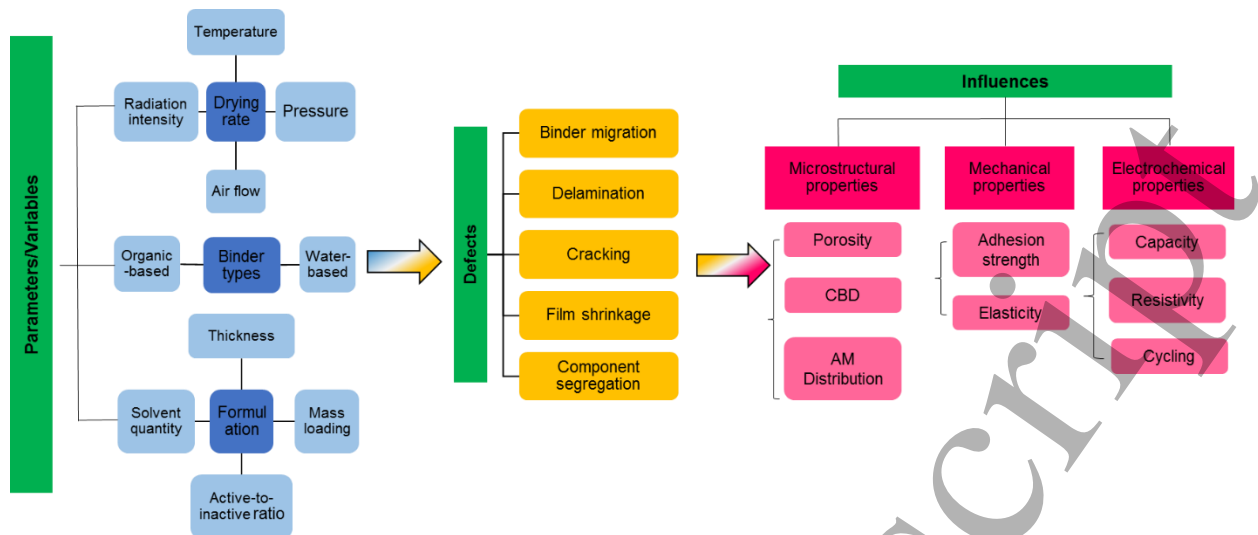 Parameters/Variables
Temperature
Radiation
intensity
Drying
rate
Pressure
Air flow
Organic
-based
Binder
types
Water-
based
Thickness
Solvent
quantity
Formul
ation
Mass
loading
Active-to-
inactive ratio
Defects
Binder migration
Delamination
Cracking
Film shrinkage
Component
segregation
Influences
Microstructural
properties
Mechanical
properties
Electrochemical
properties
Porosity
CBD
AM
Distribution
Adhesion
strength
Elasticity
Capacity
Resistivity
Cycling
cript